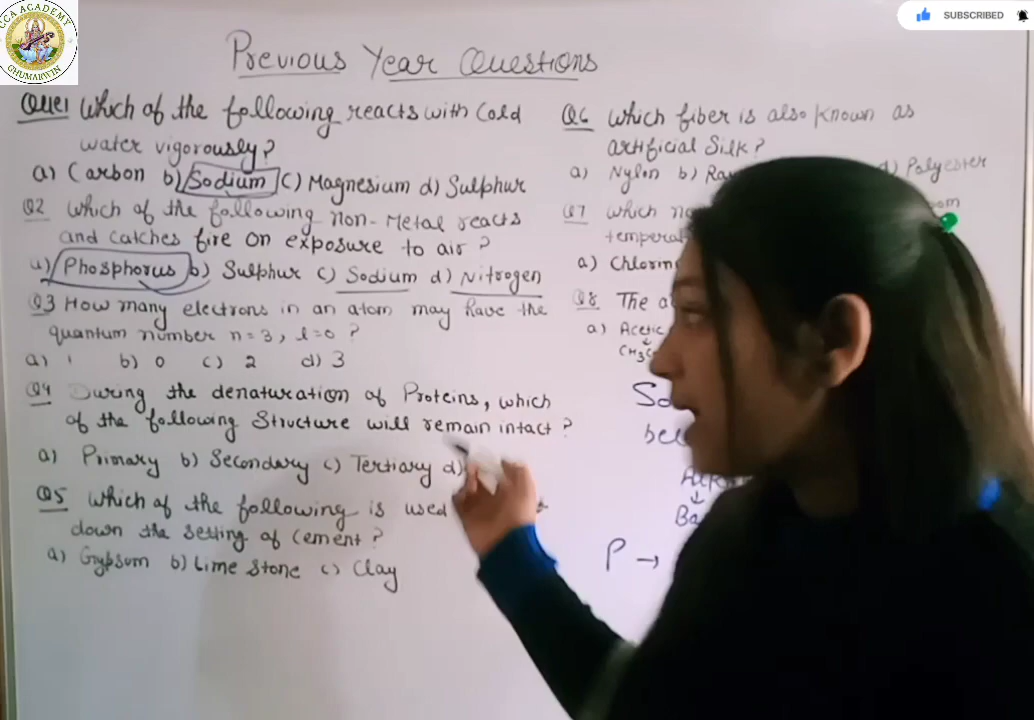 CCA ACADEMY
GHUMARWIN
SUBSCRIBED
Previous Year Questions
Que1 Which of the following reacts with Cold
water vigorously?
a) Carbon b) Sodium c) Magnesium d) Sulphur
Q2 Which of the following non-Metal reacts
and catches fire on exposure to air?
a) Phosphorus b) Sulphur c) Sodium d) Nitrogen
Q3 How many electrons in an atom may have the
quantum number n=3, l=0 ?
a) 1 b) 0 c) 2 d) 3
Q4 During the denaturation of Proteins, which
of the following Structure will remain intact?
a) Primary b) Secondary c) Tertiary d)
Q5 Which of the following is used
down the setting of Cement?
a) Gypsum b) Lime Stone c) Clay
Q6 Which fiber is also known as
artificial Silk?
a) Nylon b) d) Polyester
Q7 which
a)
Q8 The
a) Acetic
P →